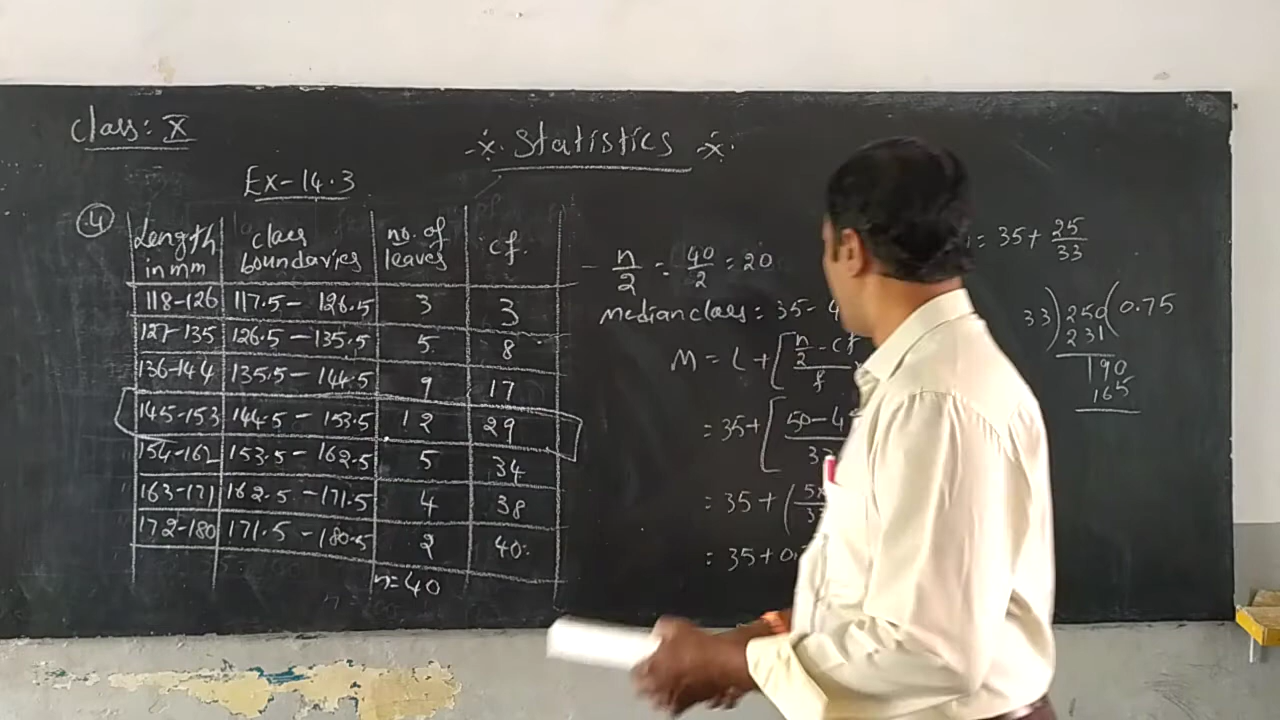 Class: X
Statistics
Ex-14.3
4
Length in mm | class boundaries | no. of leaves | cf.
118-126 | 117.5 - 126.5 | 3 | 3
127-135 | 126.5 - 135.5 | 5 | 8
136-144 | 135.5 - 144.5 | 9 | 17
145-153 | 144.5 - 153.5 | 12 | 29
154-162 | 153.5 - 162.5 | 5 | 34
163-171 | 162.5 - 171.5 | 4 | 38
172-180 | 171.5 - 180.5 | 2 | 40
n=40
n/2 = 40/2 = 20
median class = 35-
M = l + [n/2 - cf / f
= 35 + [50 - 4
= 35 + (
= 35 + 0.
= 35 + 25/33
33) 250 (0.75
231
190
165